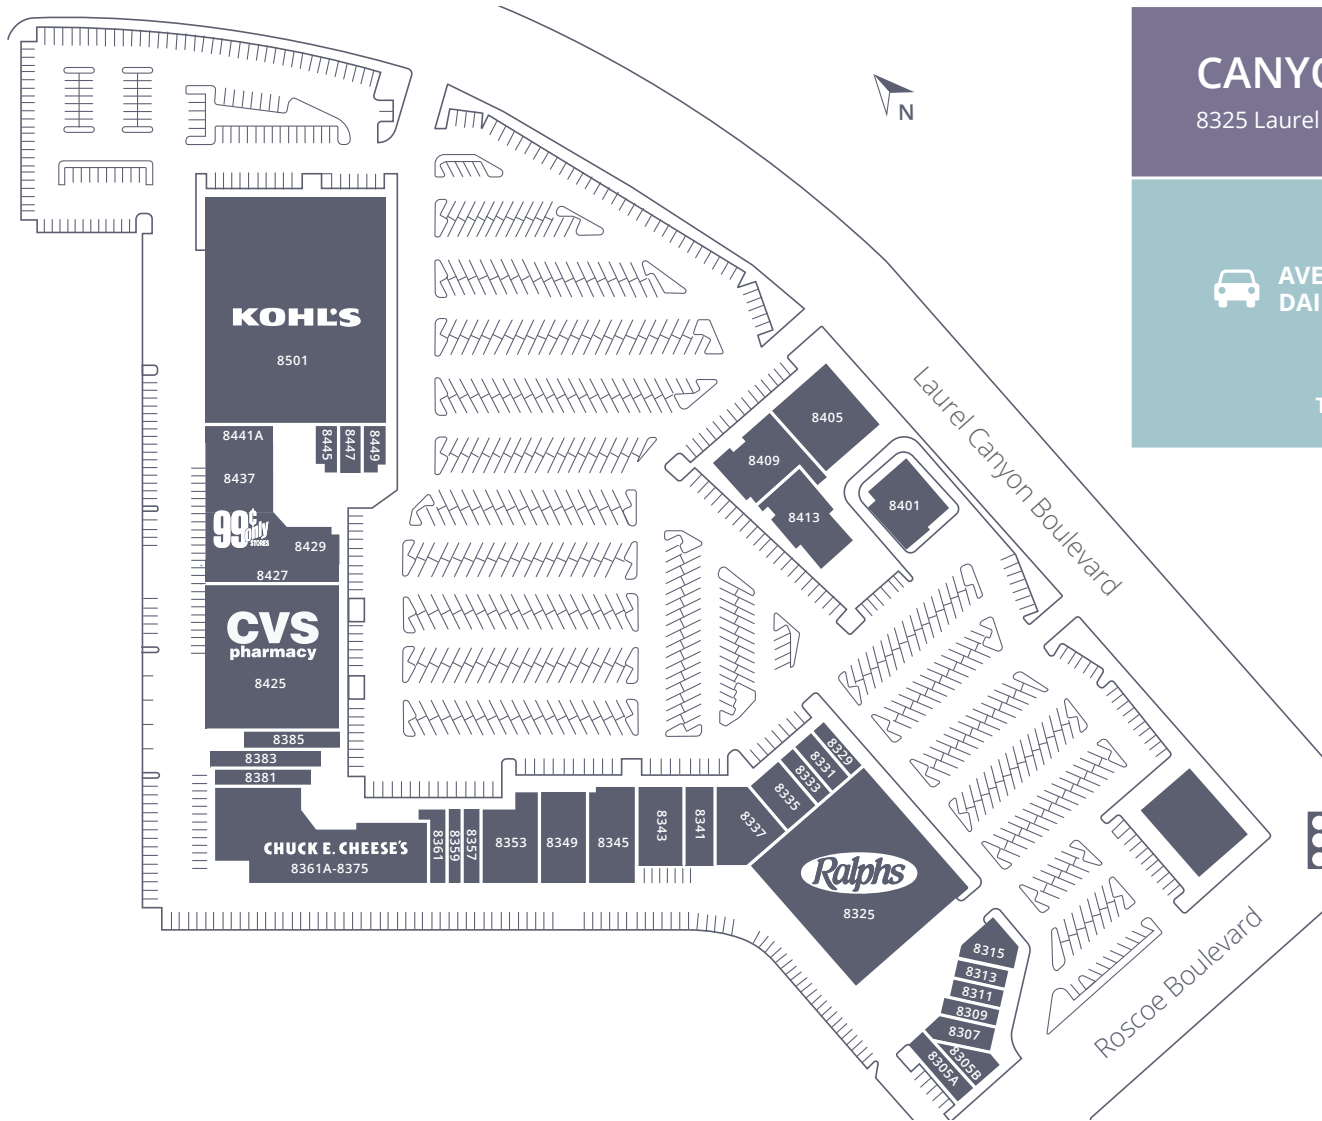 CANYO
8325 Laurel
N
AVE
DAI
T
KOHL'S
8501
8441A
8445
8447
8449
8437
99¢
only
STORES
8429
8427
CVS
pharmacy
8425
8385
8383
8381
CHUCK E. CHEESE'S
8361A-8375
8361
8359
8357
8353
8349
8345
8343
8341
8337
8335
8333
8331
8329
Ralphs
8325
8405
8409
8413
8401
Laurel Canyon Boulevard
8315
8313
8311
8309
8307
8305B
8305A
Roscoe Boulevard